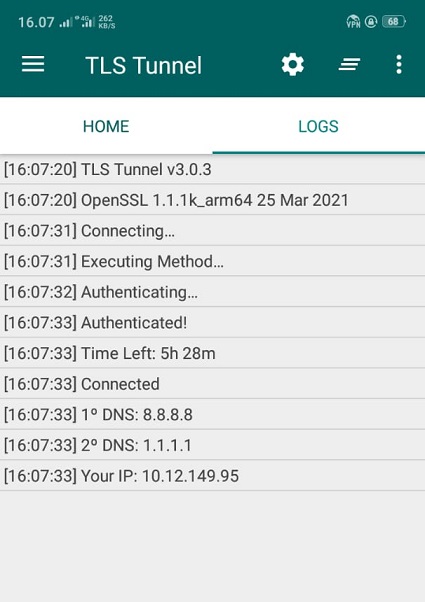 16.07 4G 262 KB/S VPN 68
TLS Tunnel
HOME LOGS
[16:07:20] TLS Tunnel v3.0.3
[16:07:20] OpenSSL 1.1.1k_arm64 25 Mar 2021
[16:07:31] Connecting...
[16:07:31] Executing Method...
[16:07:32] Authenticating...
[16:07:33] Authenticated!
[16:07:33] Time Left: 5h 28m
[16:07:33] Connected
[16:07:33] 1º DNS: 8.8.8.8
[16:07:33] 2º DNS: 1.1.1.1
[16:07:33] Your IP: 10.12.149.95